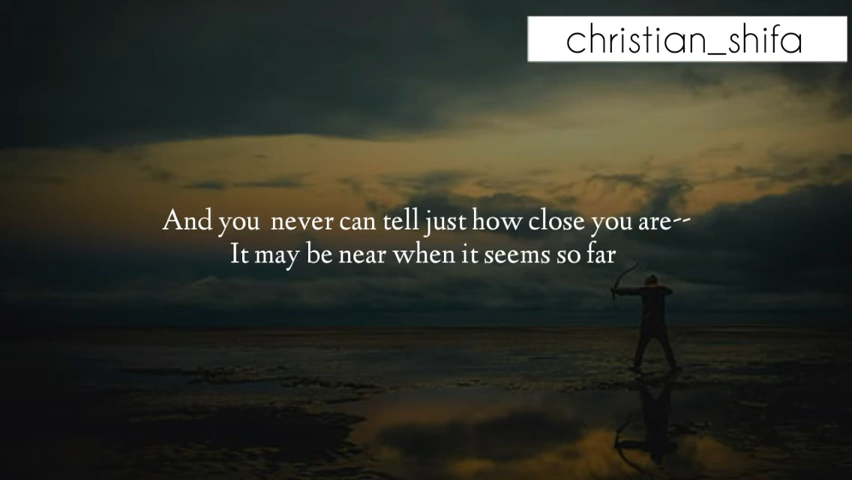 christian_shifa
And you never can tell just how close you are--
It may be near when it seems so far